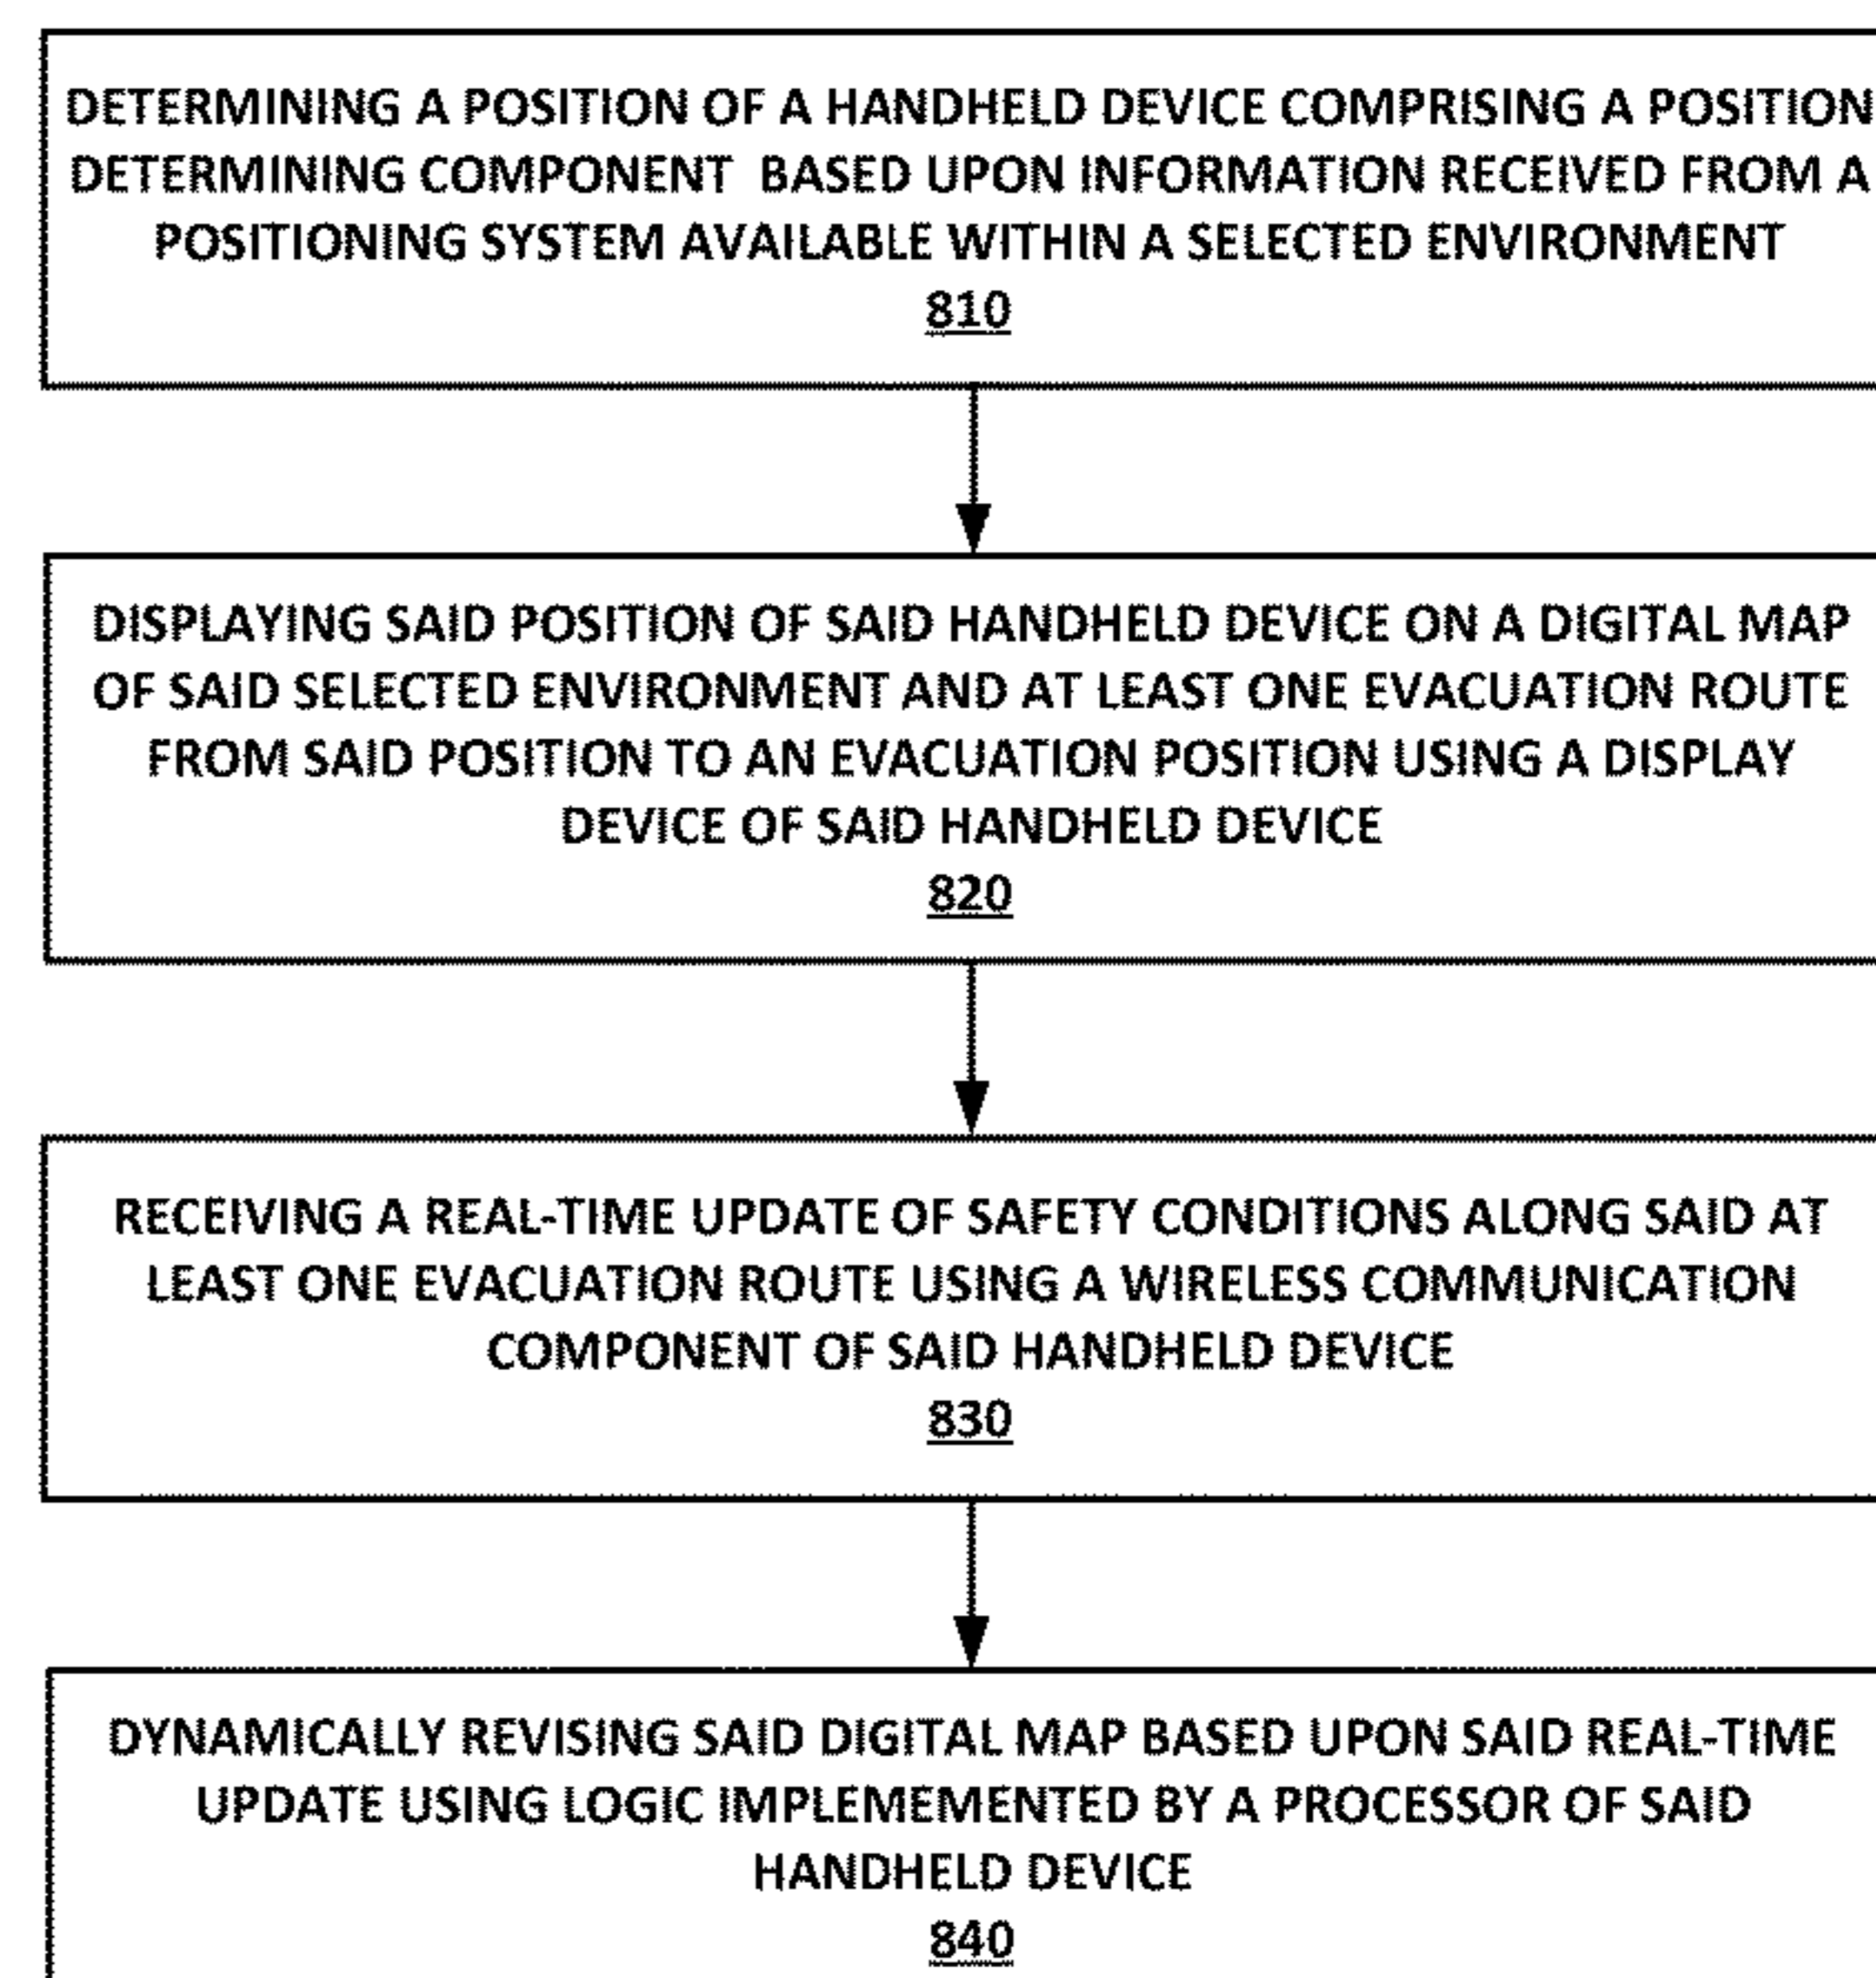 DETERMINING A POSITION OF A HANDHELD DEVICE COMPRISING A POSITION
DETERMINING COMPONENT BASED UPON INFORMATION RECEIVED FROM A
POSITIONING SYSTEM AVAILABLE WITHIN A SELECTED ENVIRONMENT
810
DISPLAYING SAID POSITION OF SAID HANDHELD DEVICE ON A DIGITAL MAP
OF SAID SELECTED ENVIRONMENT AND AT LEAST ONE EVACUATION ROUTE
FROM SAID POSITION TO AN EVACUATION POSITION USING A DISPLAY
DEVICE OF SAID HANDHELD DEVICE
820
RECEIVING A REAL-TIME UPDATE OF SAFETY CONDITIONS ALONG SAID AT
LEAST ONE EVACUATION ROUTE USING A WIRELESS COMMUNICATION
COMPONENT OF SAID HANDHELD DEVICE
830
DYNAMICALLY REVISING SAID DIGITAL MAP BASED UPON SAID REAL-TIME
UPDATE USING LOGIC IMPLEMEMENTED BY A PROCESSOR OF SAID
HANDHELD DEVICE
840